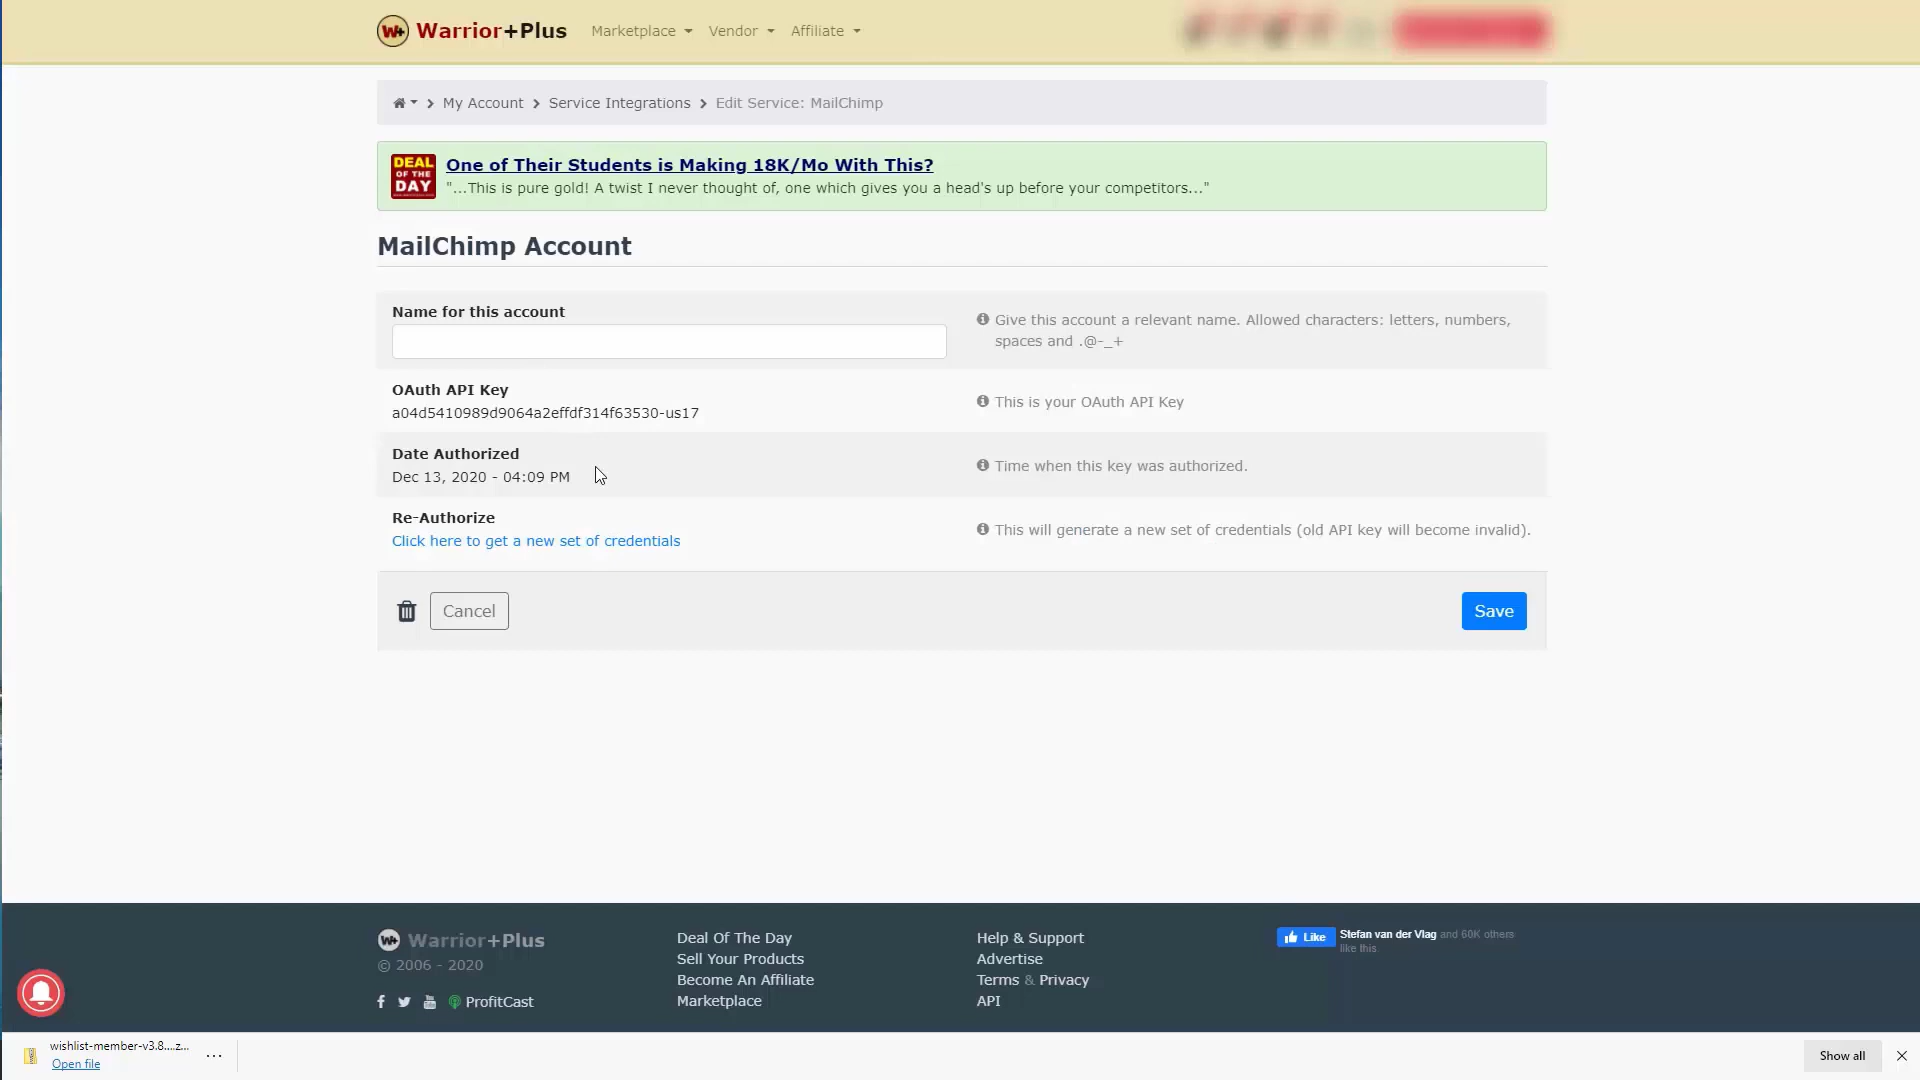 Warrior+Plus Marketplace Vendor Affiliate
My Account Service Integrations Edit Service: MailChimp
DEAL OF THE DAY
One of Their Students is Making 18K/Mo With This?
"...This is pure gold! A twist I never thought of, one which gives you a head's up before your competitors..."
MailChimp Account
Name for this account
Give this account a relevant name. Allowed characters: letters, numbers,
spaces and .@-_+
OAuth API Key
a04d5410989d9064a2effdf314f63530-us17
This is your OAuth API Key
Date Authorized
Dec 13, 2020 - 04:09 PM
Time when this key was authorized.
Re-Authorize
Click here to get a new set of credentials
This will generate a new set of credentials (old API key will become invalid).
Cancel
Save
Warrior+Plus
© 2006 - 2020
ProfitCast
Deal Of The Day
Sell Your Products
Become An Affiliate
Marketplace
Help & Support
Advertise
Terms & Privacy
API
Like
Stefan van der Vlag and 60K others
like this.
wishlist-member-v3.8....z...
Open file
Show all